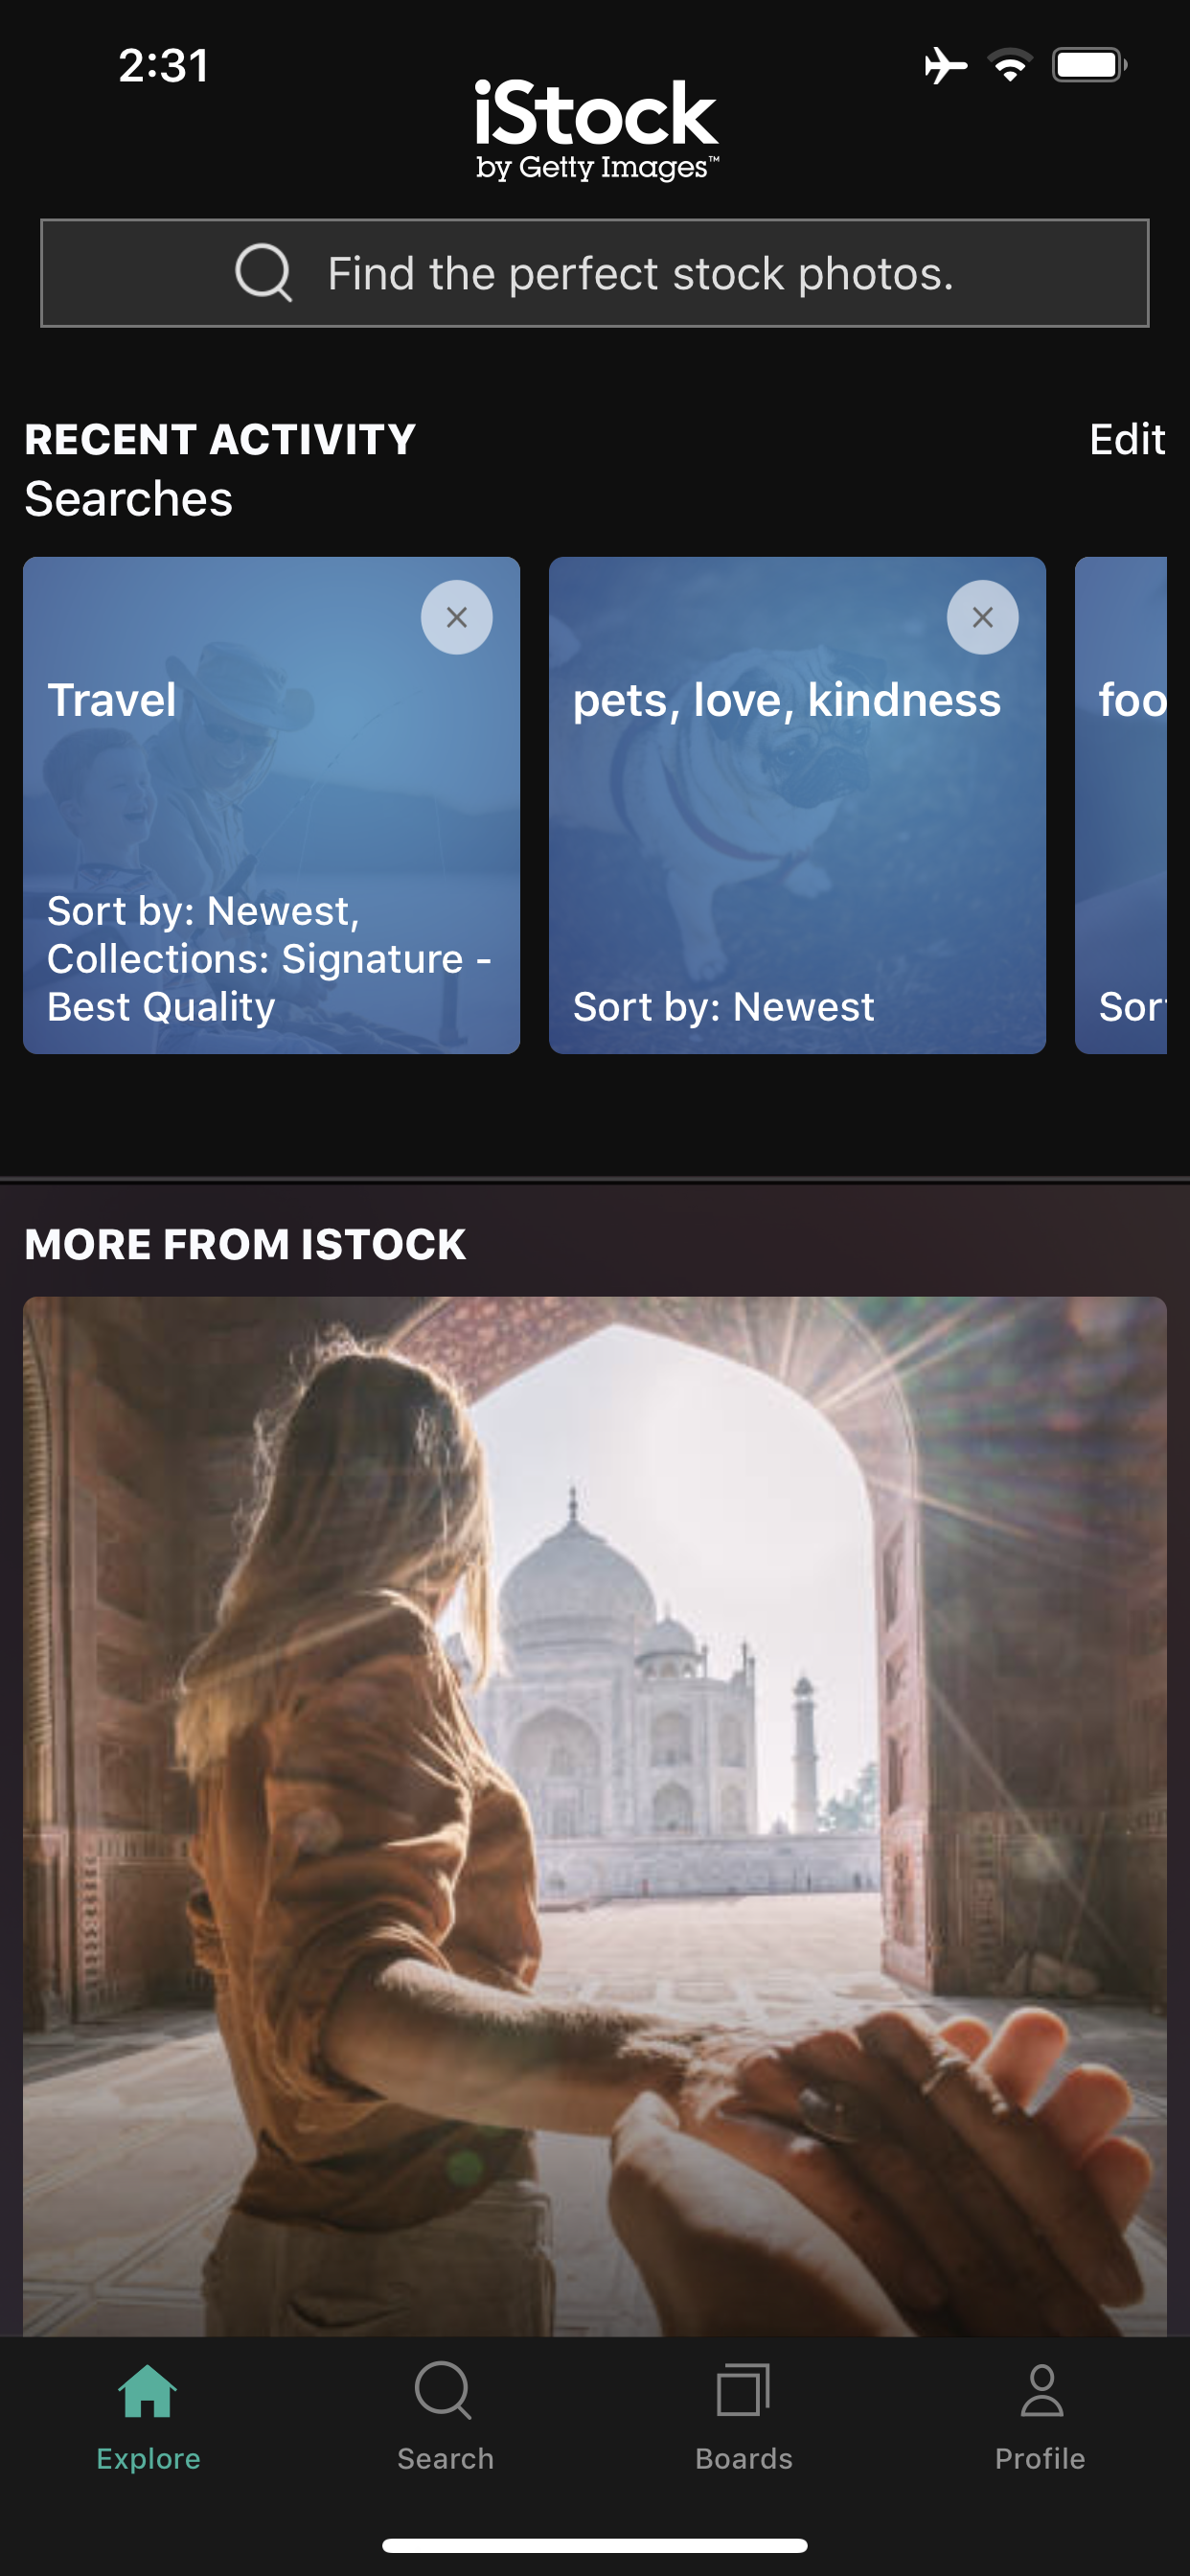 2:31
iStock
by Getty Images™
Find the perfect stock photos.
RECENT ACTIVITY
Edit
Searches
Travel
Sort by: Newest,
Collections: Signature -
Best Quality
pets, love, kindness
Sort by: Newest
foo
Sor
MORE FROM ISTOCK
Explore
Search
Boards
Profile